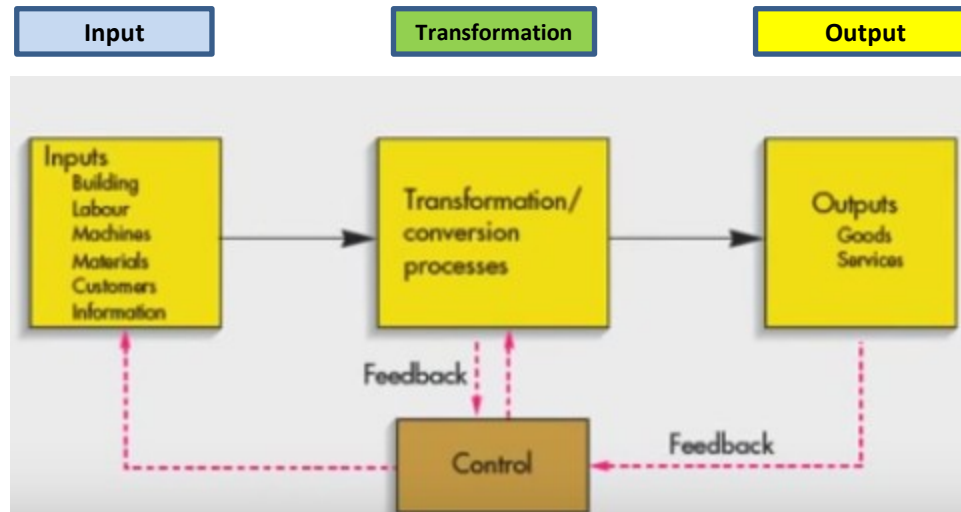 Input
Transformation
Output
Inputs
Building
Labour
Machines
Materials
Customers
Information
Transformation/
conversion
processes
Outputs
Goods
Services
Feedback
Control
Feedback